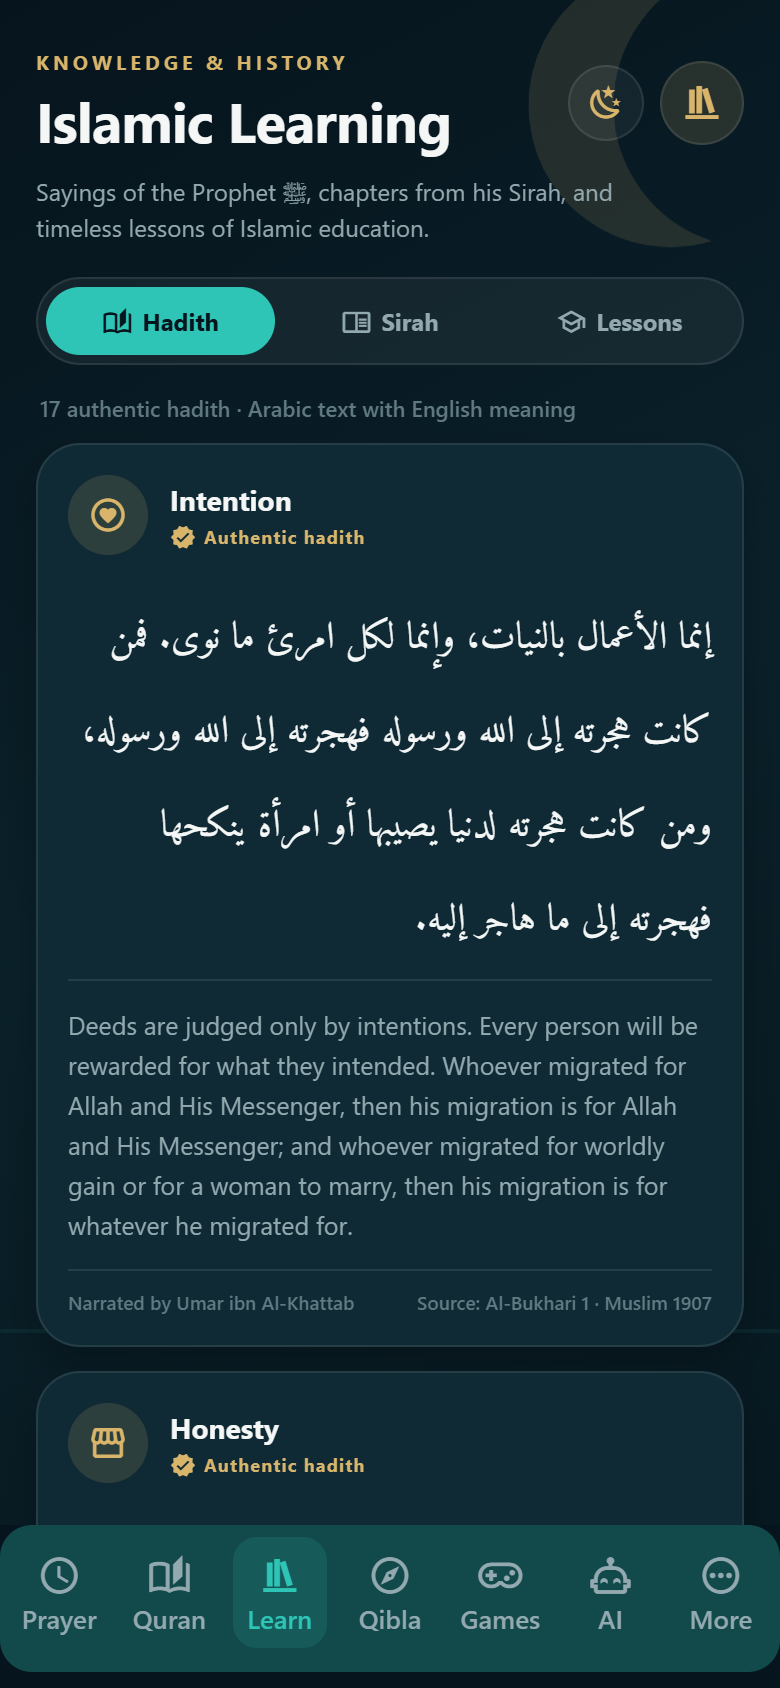 KNOWLEDGE & HISTORY
Islamic Learning
Sayings of the Prophet ﷺ, chapters from his Sirah, and
timeless lessons of Islamic education.
Hadith
Sirah
Lessons
17 authentic hadith · Arabic text with English meaning
Intention
Authentic hadith
إنما الأعمال بالنيات، وإنما لكل امرئ ما نوى. فمن
كانت هجرته إلى الله ورسوله فهجرته إلى الله ورسوله،
ومن كانت هجرته لدنيا يصيبها أو امرأة ينكحها
فهجرته إلى ما هاجر إليه.
Deeds are judged only by intentions. Every person will be
rewarded for what they intended. Whoever migrated for
Allah and His Messenger, then his migration is for Allah
and His Messenger; and whoever migrated for worldly
gain or for a woman to marry, then his migration is for
whatever he migrated for.
Narrated by Umar ibn Al-Khattab
Source: Al-Bukhari 1 · Muslim 1907
Honesty
Authentic hadith
Prayer
Quran
Learn
Qibla
Games
AI
More